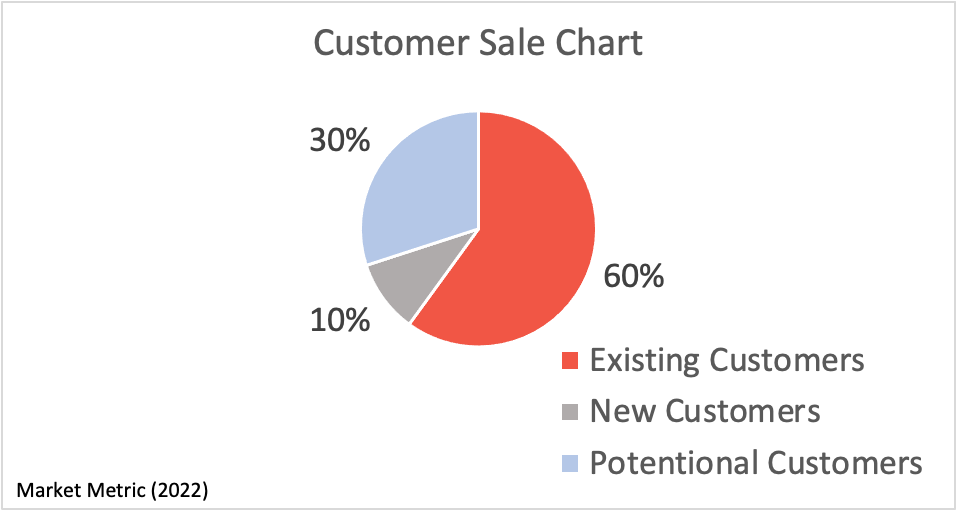 Customer Sale Chart
30%
60%
10%
Existing Customers
New Customers
Potentional Customers
Market Metric (2022)